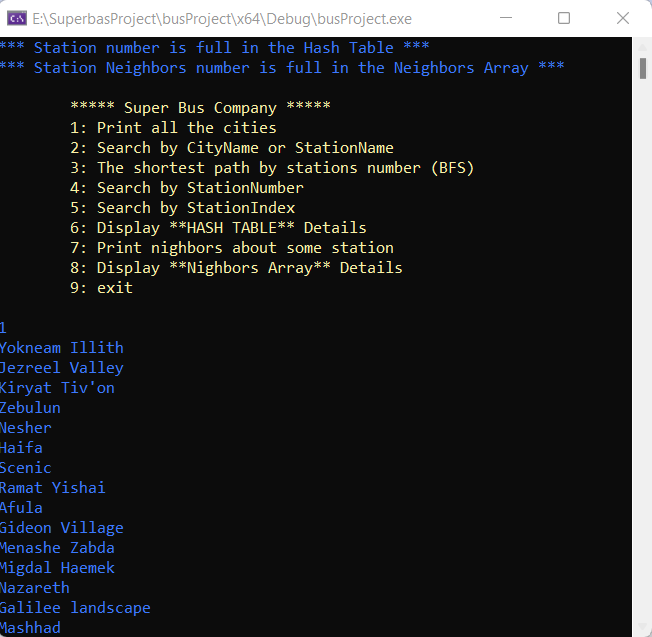 E:\SuperbasProject\busProject\x64\Debug\busProject.exe
*** Station number is full in the Hash Table ***
*** Station Neighbors number is full in the Neighbors Array ***
***** Super Bus Company *****
1: Print all the cities
2: Search by CityName or StationName
3: The shortest path by stations number (BFS)
4: Search by StationNumber
5: Search by StationIndex
6: Display **HASH TABLE** Details
7: Print nighbors about some station
8: Display **Nighbors Array** Details
9: exit
1
Yokneam Illith
Jezreel Valley
Kiryat Tiv'on
Zebulun
Nesher
Haifa
Scenic
Ramat Yishai
Afula
Gideon Village
Menashe Zabda
Migdal Haemek
Nazareth
Galilee landscape
Mashhad